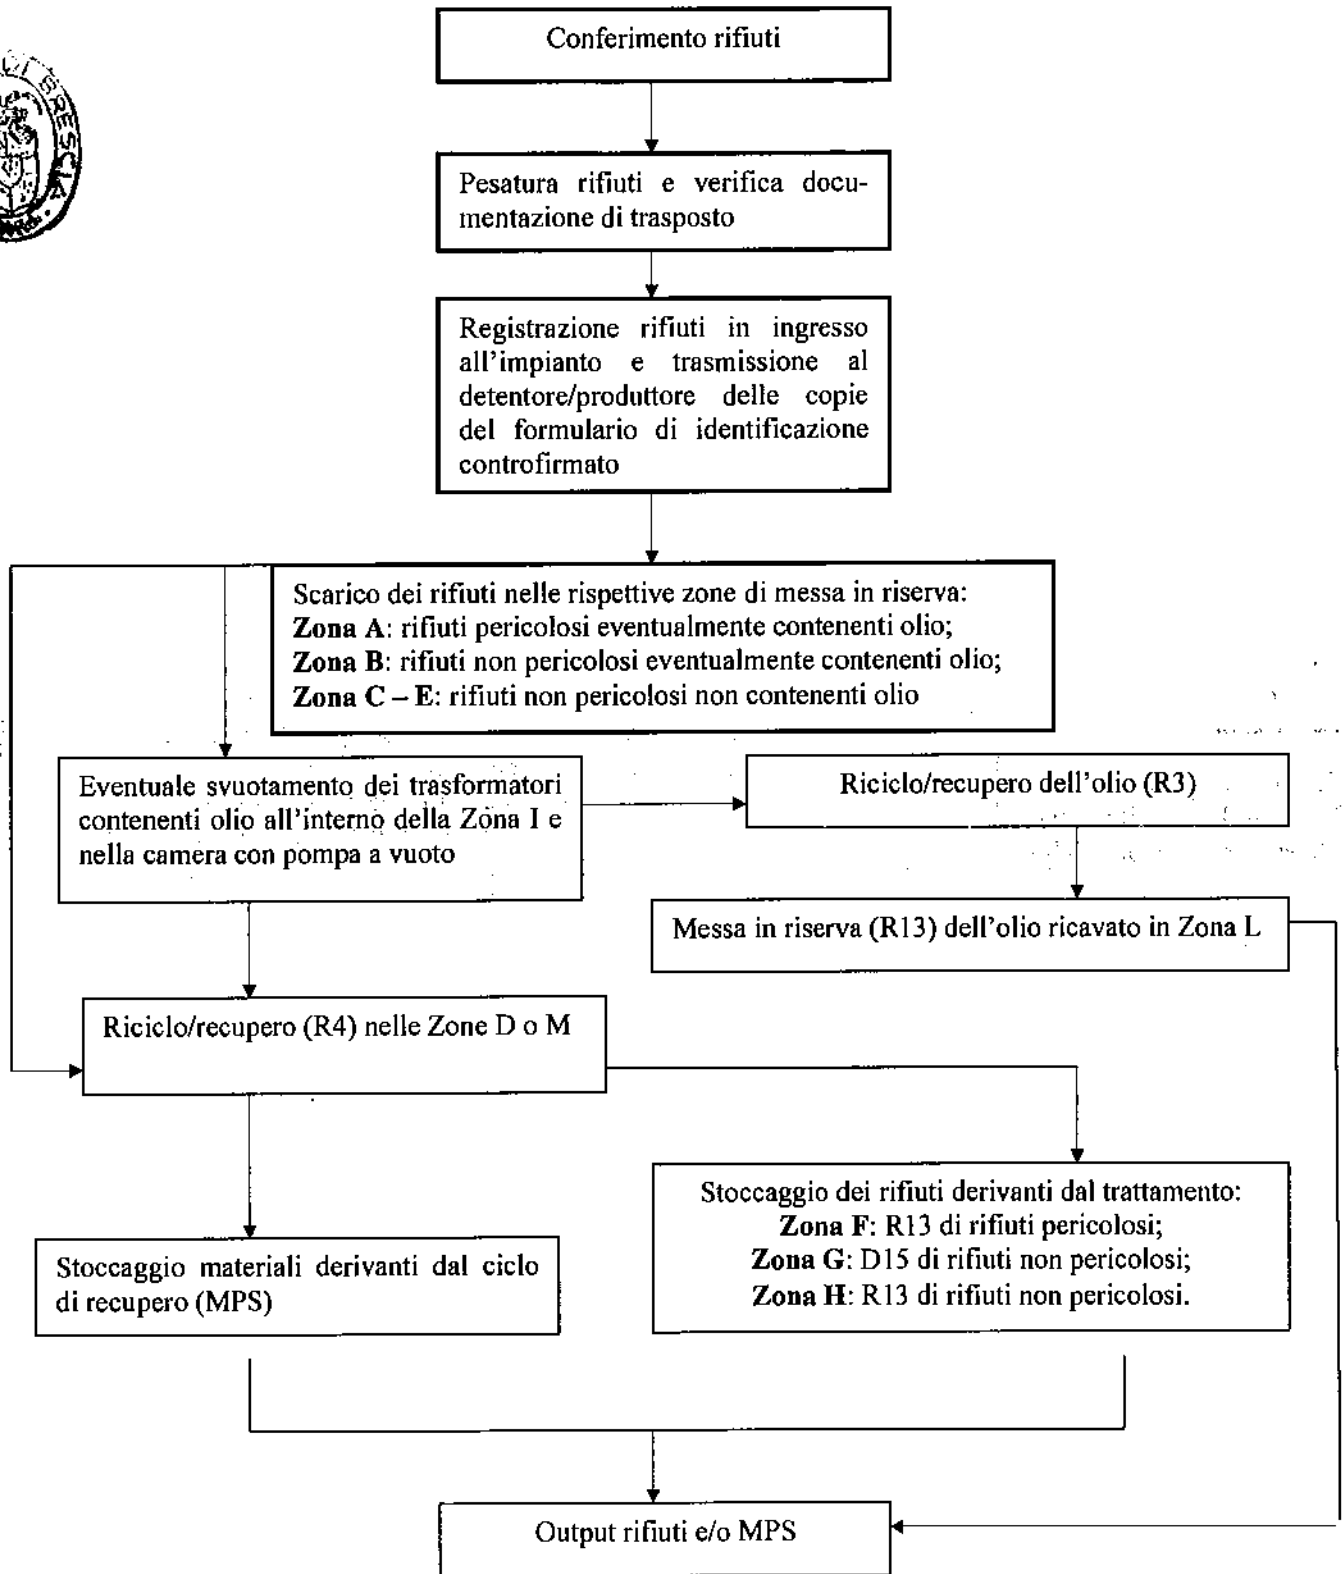 Conferimento rifiuti
BRESCIA
Pesatura rifiuti e verifica docu-
mentazione di trasposto
Registrazione rifiuti in ingresso
all'impianto e trasmissione al
detentore/produttore delle copie
del formulario di identificazione
controfirmato
Scarico dei rifiuti nelle rispettive zone di messa in riserva:
Zona A: rifiuti pericolosi eventualmente contenenti olio;
Zona B: rifiuti non pericolosi eventualmente contenenti olio;
Zona C – E: rifiuti non pericolosi non contenenti olio
Eventuale svuotamento dei trasformatori
contenenti olio all'interno della Zona I e
nella camera con pompa a vuoto
Riciclo/recupero dell'olio (R3)
Messa in riserva (R13) dell'olio ricavato in Zona L
Riciclo/recupero (R4) nelle Zone D o M
Stoccaggio dei rifiuti derivanti dal trattamento:
Zona F: R13 di rifiuti pericolosi;
Zona G: D15 di rifiuti non pericolosi;
Zona H: R13 di rifiuti non pericolosi.
Stoccaggio materiali derivanti dal ciclo
di recupero (MPS)
Output rifiuti e/o MPS